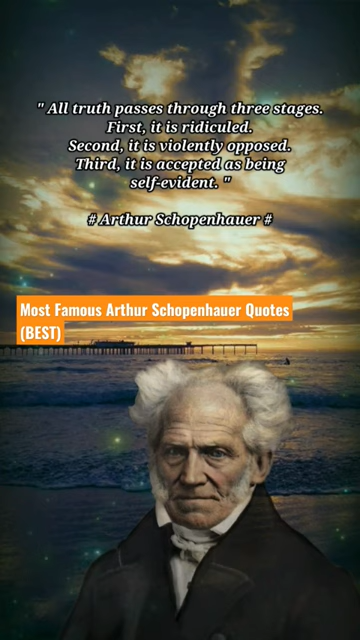 " All truth passes through three stages.
First, it is ridiculed.
Second, it is violently opposed.
Third, it is accepted as being
self-evident. "
# Arthur Schopenhauer #
Most Famous Arthur Schopenhauer Quotes
(BEST)